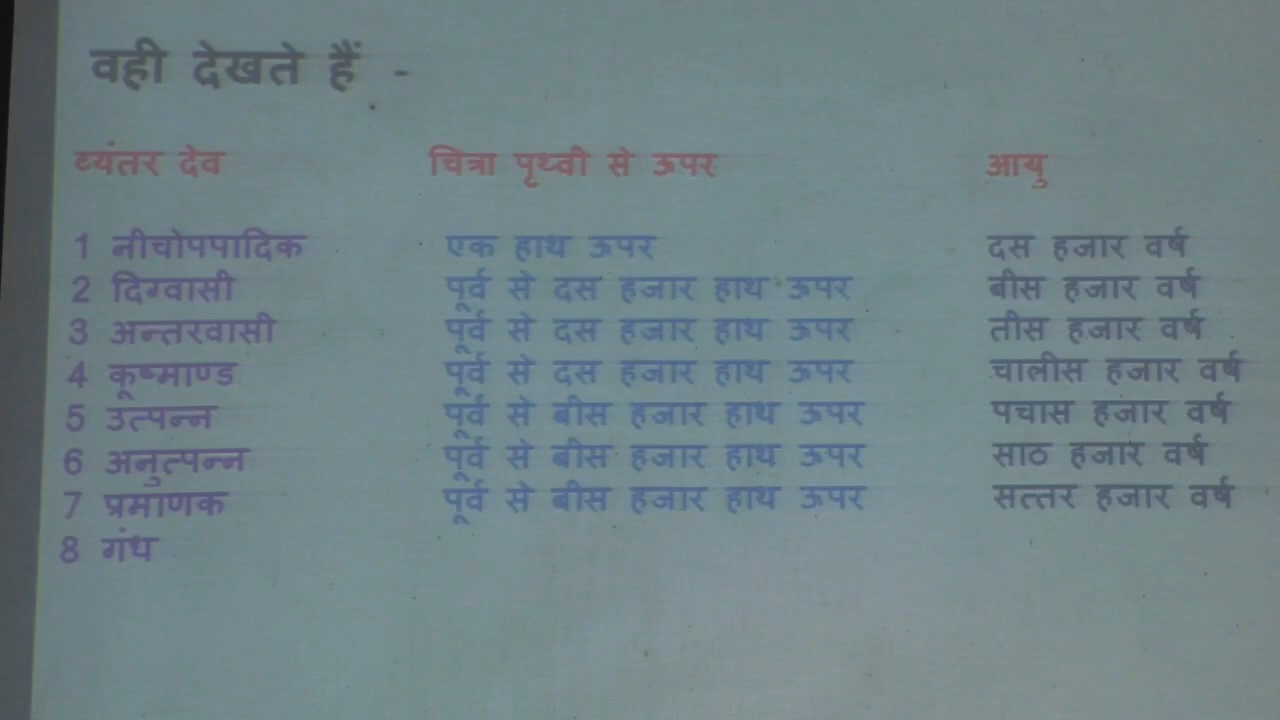 वही देखते हैं -
व्यंतर देव चित्रा पृथ्वी से ऊपर आयु
1 नीचोपपादिक एक हाथ ऊपर दस हजार वर्ष
2 दिग्वासी पूर्व से दस हजार हाथ ऊपर बीस हजार वर्ष
3 अन्तरवासी पूर्व से दस हजार हाथ ऊपर तीस हजार वर्ष
4 कूष्माण्ड पूर्व से दस हजार हाथ ऊपर चालीस हजार वर्ष
5 उत्पन्न पूर्व से बीस हजार हाथ ऊपर पचास हजार वर्ष
6 अनुत्पन्न पूर्व से बीस हजार हाथ ऊपर साठ हजार वर्ष
7 प्रमाणक पूर्व से बीस हजार हाथ ऊपर सत्तर हजार वर्ष
8 गंध